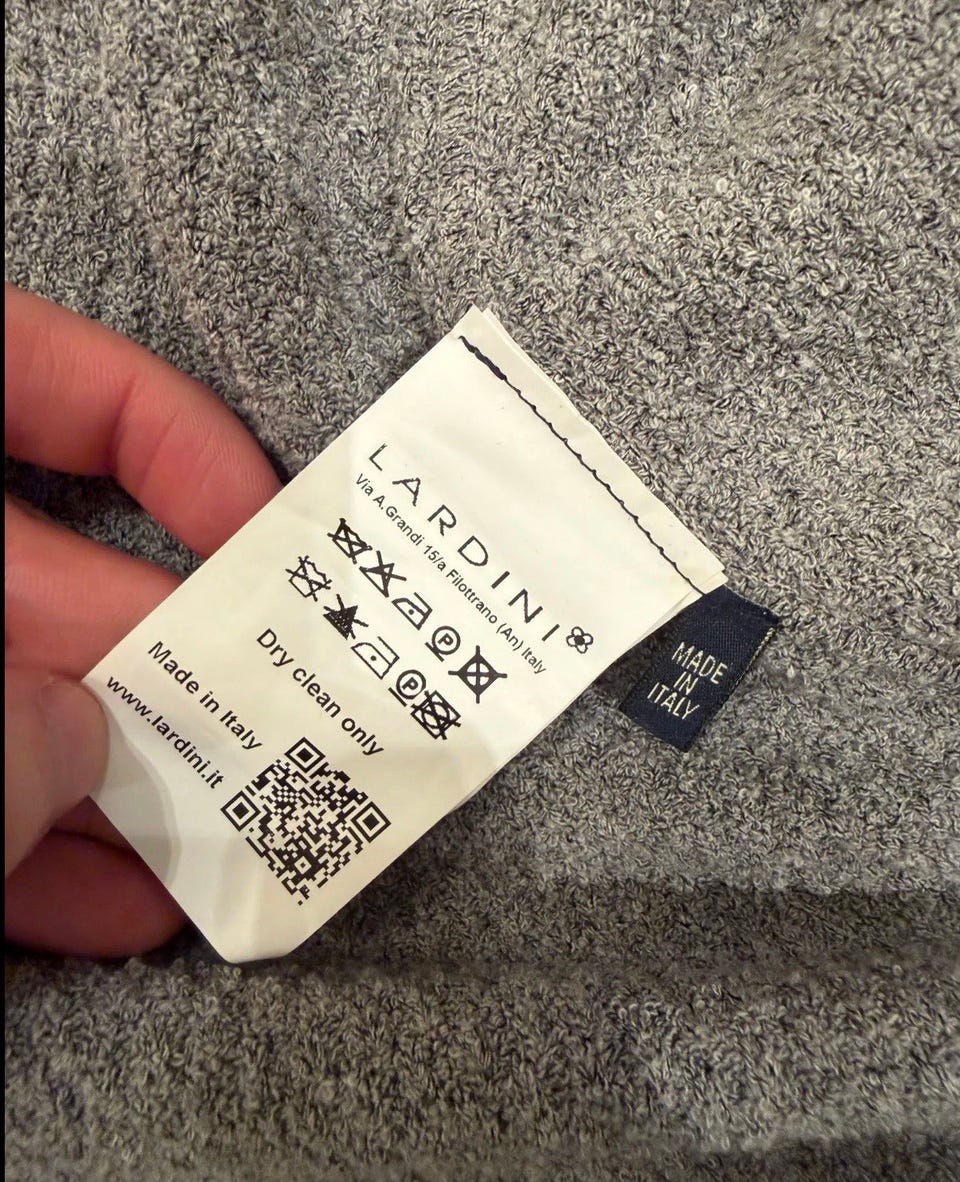 LARDINI
Via A. Grandi 15/a Filottrano (An) Italy
P
P
Dry clean only
Made in Italy
www.lardini.it
MADE
IN
ITALY